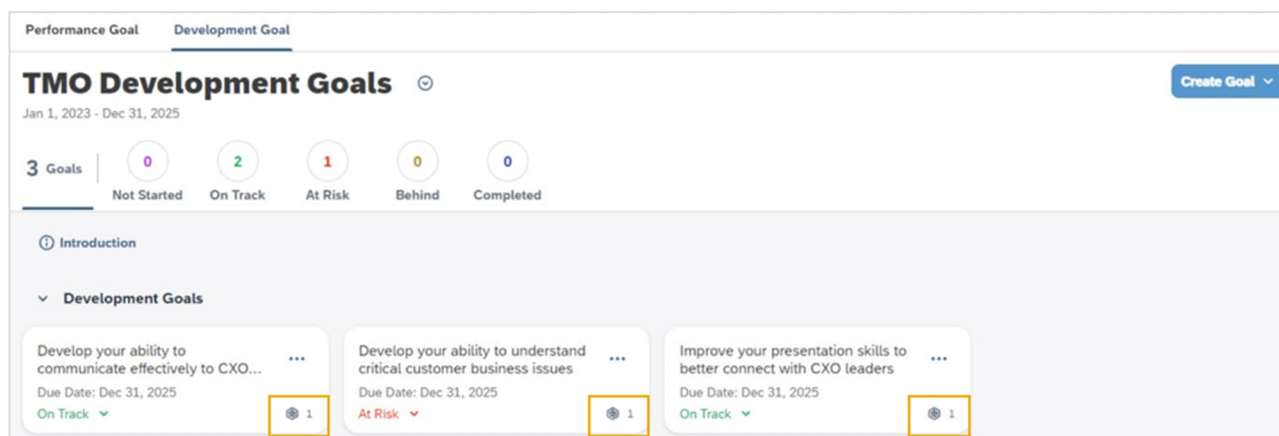 Performance Goal Development Goal
TMO Development Goals
Create Goal
Jan 1, 2023 - Dec 31, 2025
3 Goals
0 2 1 0 0
Not Started On Track At Risk Behind Completed
Introduction
Development Goals
Develop your ability to
communicate effectively to CXO...
Due Date: Dec 31, 2025
On Track
1
Develop your ability to understand
critical customer business issues
Due Date: Dec 31, 2025
At Risk
1
Improve your presentation skills to
better connect with CXO leaders
Due Date: Dec 31, 2025
On Track
1